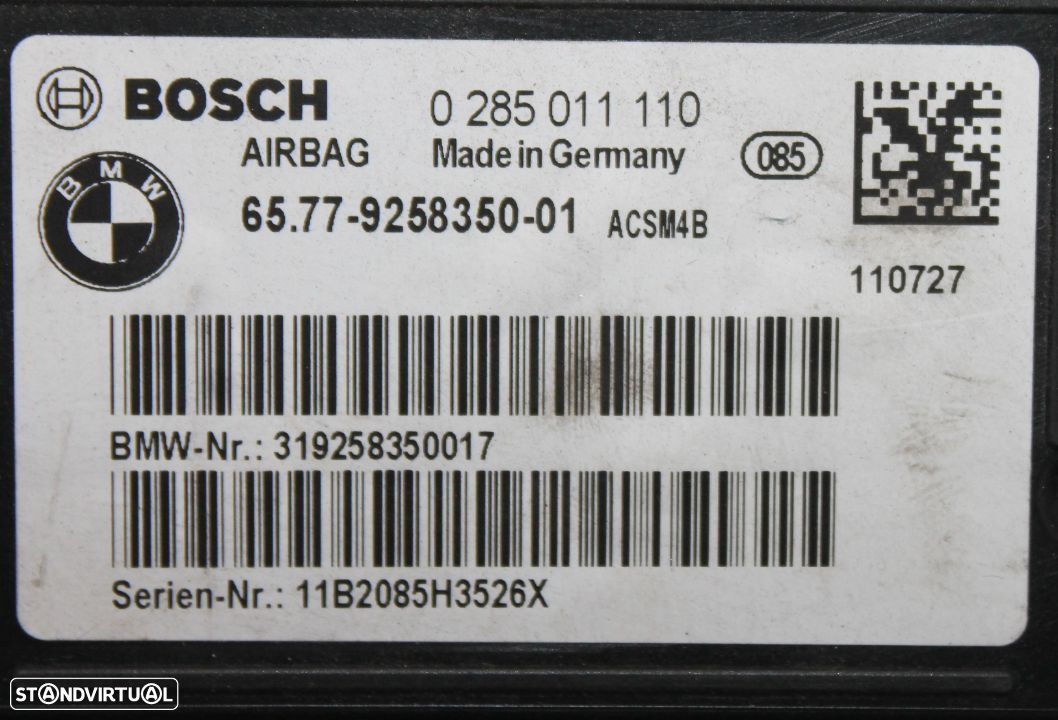 BOSCH 0 285 011 110
AIRBAG Made in Germany 085
BMW
65.77-9258350-01 ACSM4B
110727
BMW-Nr.: 319258350017
Serien-Nr.: 11B2085H3526X
STANDVIRTUAL